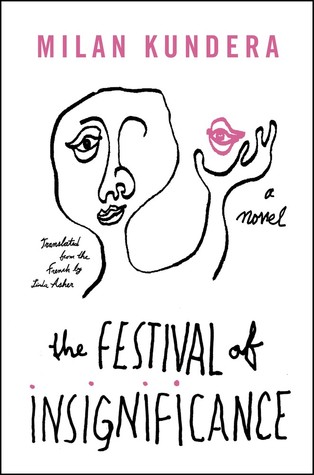 MILAN KUNDERA
a
novel
Translated
from the
French by
Linda Asher
the FESTIVAL of
iNSiGNiFiCANCE